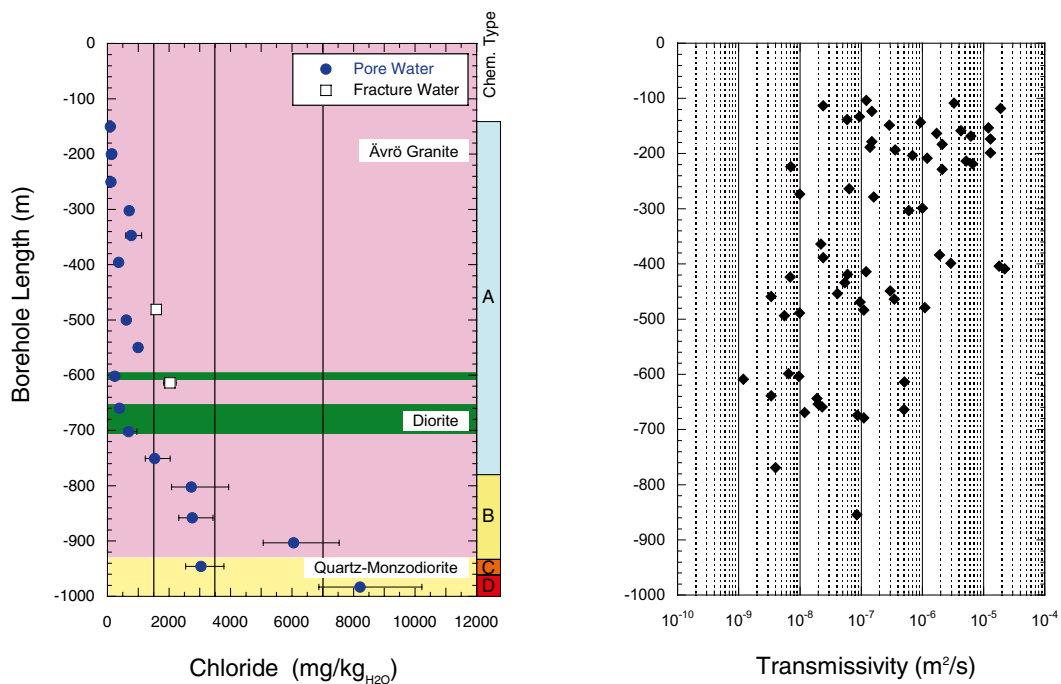 0
-100
-200
-300
-400
-500
-600
-700
-800
-900
-1000
Borehole Length (m)
0 2000 4000 6000 8000 10000 12000
Chloride (mg/kg H2O)
Pore Water
Fracture Water
Ävrö Granite
Diorite
Quartz-Monzodiorite
Chem. Type
A
B
C
D
0
-100
-200
-300
-400
-500
-600
-700
-800
-900
-1000
10⁻¹⁰ 10⁻⁹ 10⁻⁸ 10⁻⁷ 10⁻⁶ 10⁻⁵ 10⁻⁴
Transmissivity (m²/s)